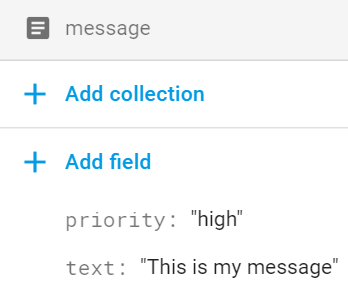 message
Add collection
Add field
priority: "high"
text: "This is my message"